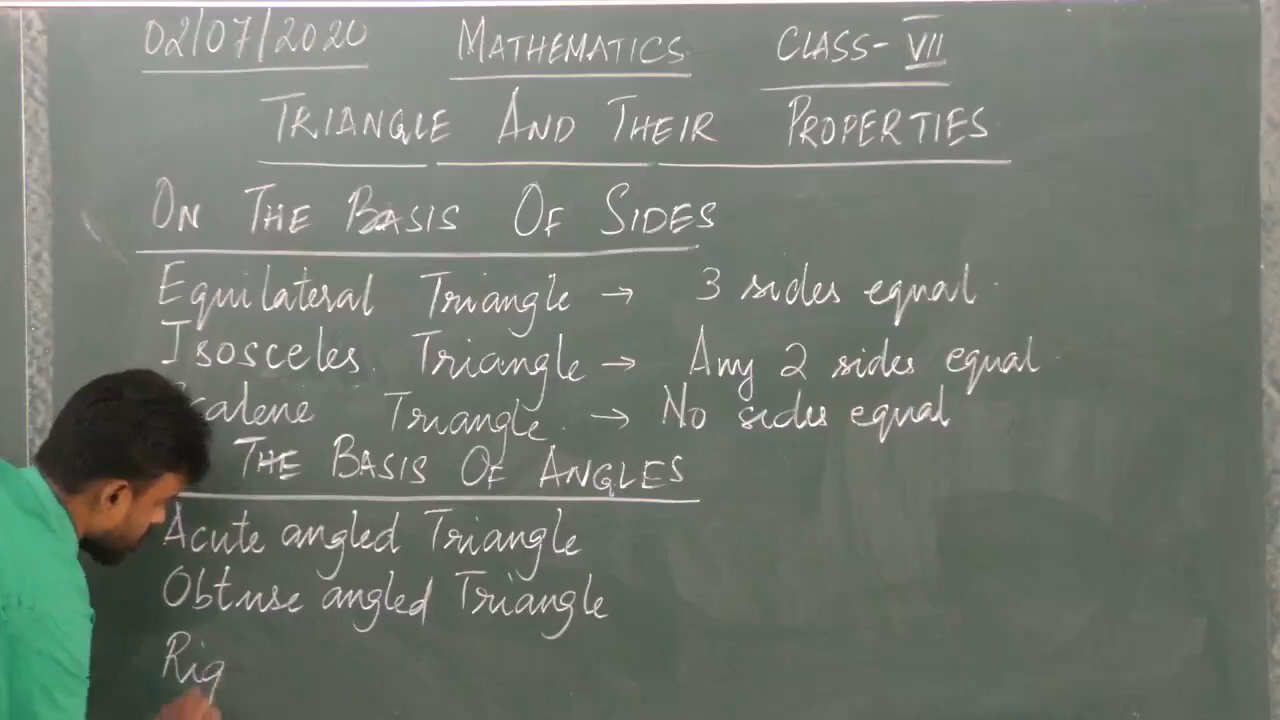 02/07/2020 MATHEMATICS CLASS- VII
TRIANGLE AND THEIR PROPERTIES
ON THE BASIS OF SIDES
Equilateral Triangle → 3 sides equal.
Isosceles Triangle → Any 2 sides equal
calene Triangle. → No sides equal
THE BASIS OF ANGLES
Acute angled Triangle
Obtuse angled Triangle
Rig